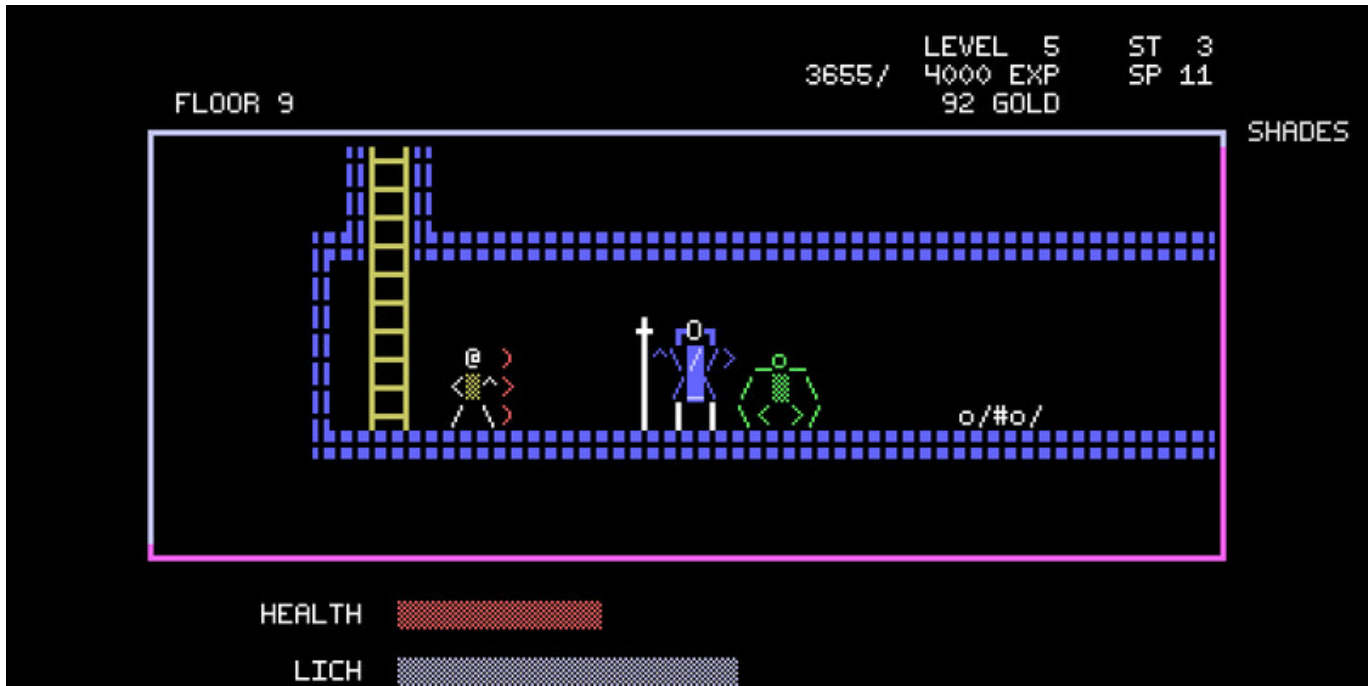 LEVEL 5 ST 3
3655/ 4000 EXP SP 11
FLOOR 9 92 GOLD
SHADES
HEALTH
LICH